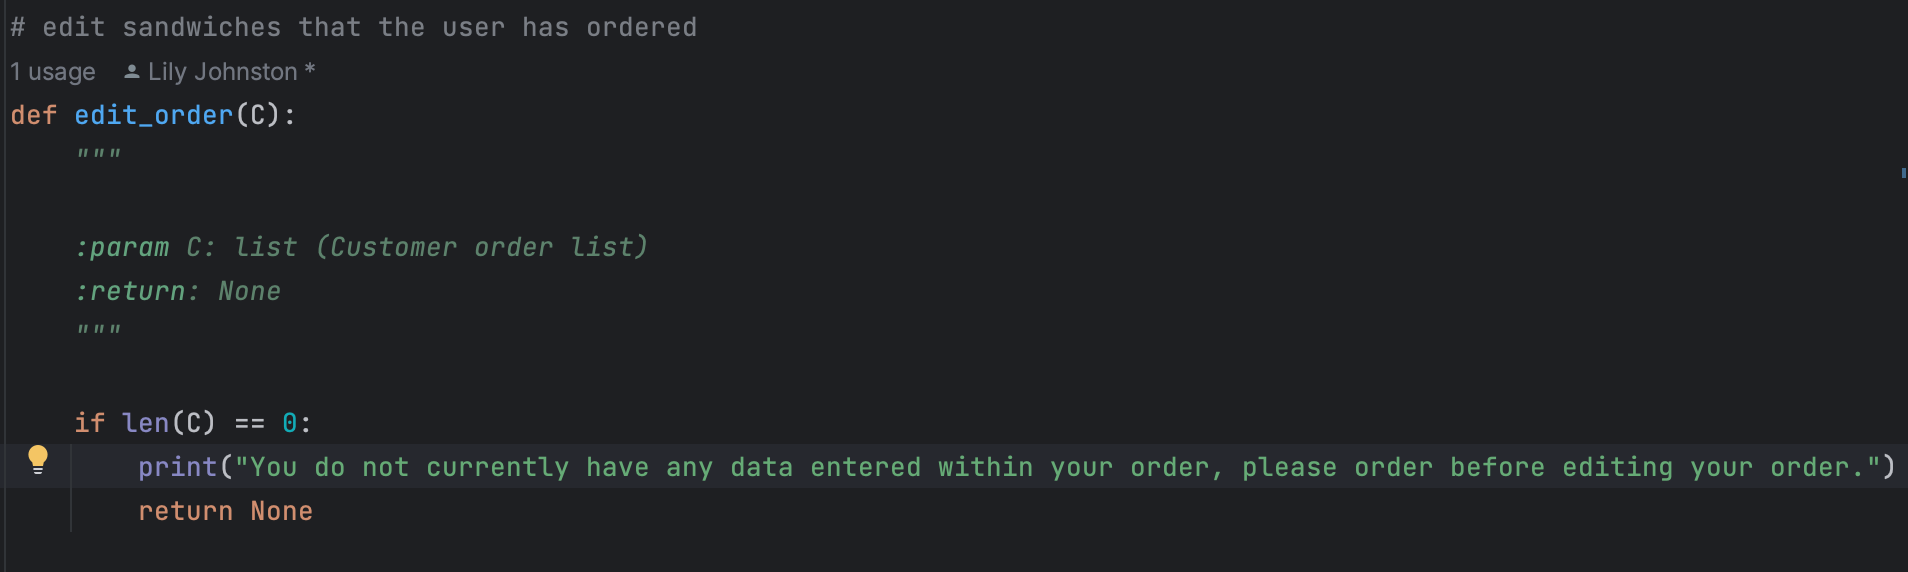 # edit sandwiches that the user has ordered
1 usage Lily Johnston *
def edit_order(C):
"""
:param C: list (Customer order list)
:return: None
"""
if len(C) == 0:
print("You do not currently have any data entered within your order, please order before editing your order.")
return None